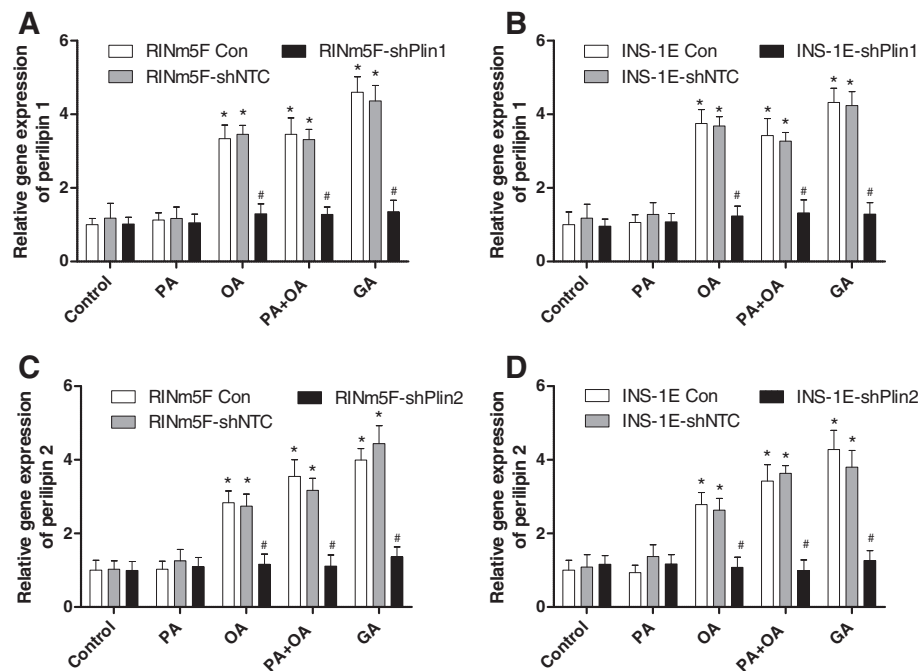 A
RINm5F Con
RINm5F-shPlin1
RINm5F-shNTC
Relative gene expression
of perilipin 1
6
4
2
0
* * * * * *
# # #
Control
PA
OA
PA+OA
GA
B
INS-1E Con
INS-1E-shPlin1
INS-1E-shNTC
Relative gene expression
of perilipin 1
6
4
2
0
* * * * * *
# # #
Control
PA
OA
PA+OA
GA
C
RINm5F Con
RINm5F-shPlin2
RINm5F-shNTC
Relative gene expression
of perilipin 2
6
4
2
0
* * * * * *
# # #
Control
PA
OA
PA+OA
GA
D
INS-1E Con
INS-1E-shPlin2
INS-1E-shNTC
Relative gene expression
of perilipin 2
6
4
2
0
* * * * * *
# # #
Control
PA
OA
PA+OA
GA